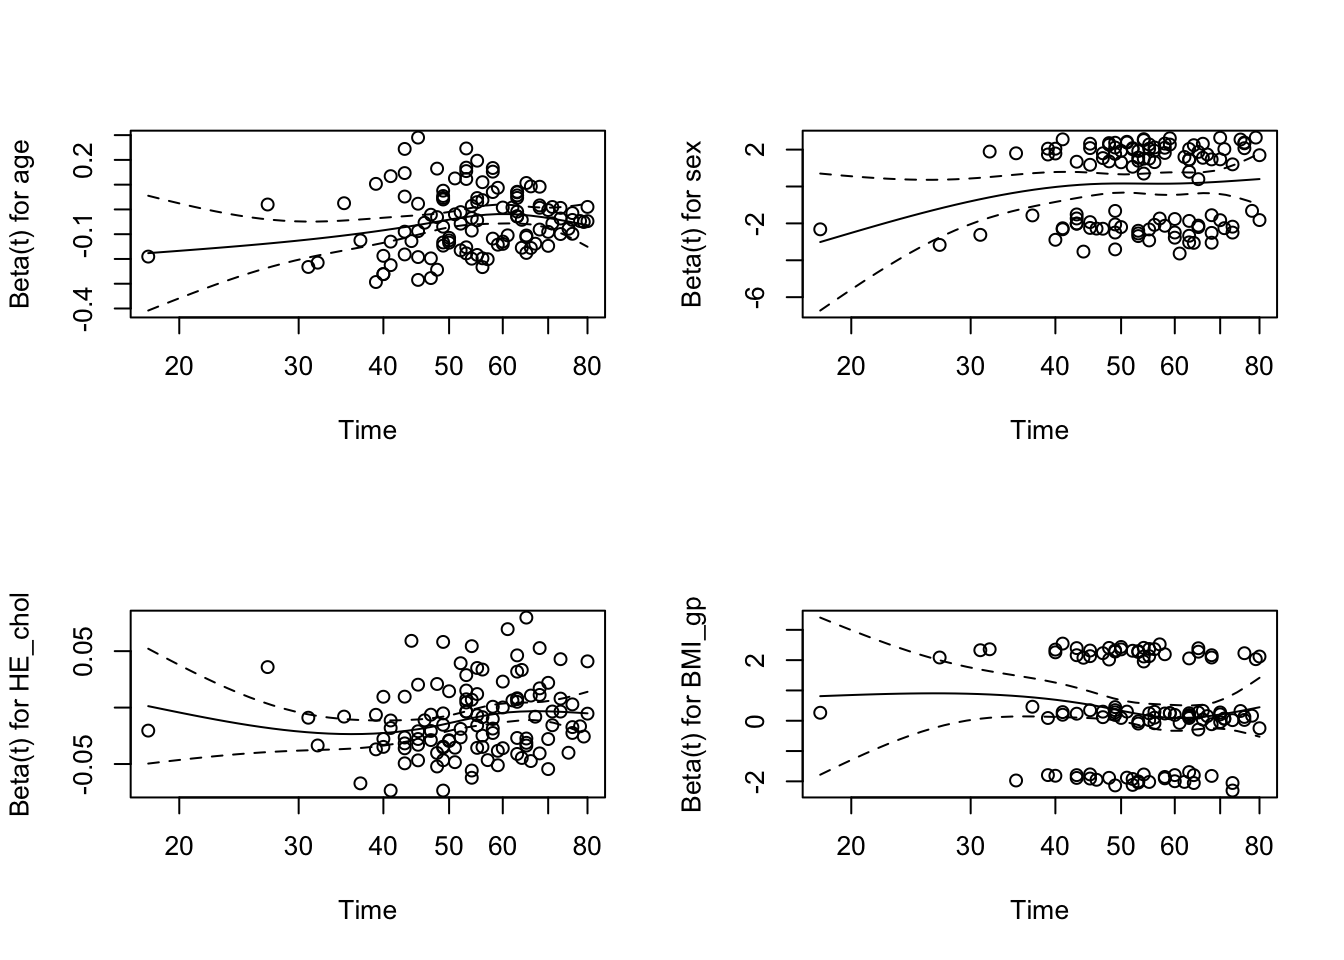 Beta(t) for age
0.2
-0.1
-0.4
20 30 40 50 60 80
Time
Beta(t) for sex
2
-2
-6
20 30 40 50 60 80
Time
Beta(t) for HE_chol
0.05
-0.05
20 30 40 50 60 80
Time
Beta(t) for BMI_gp
2
0
-2
20 30 40 50 60 80
Time